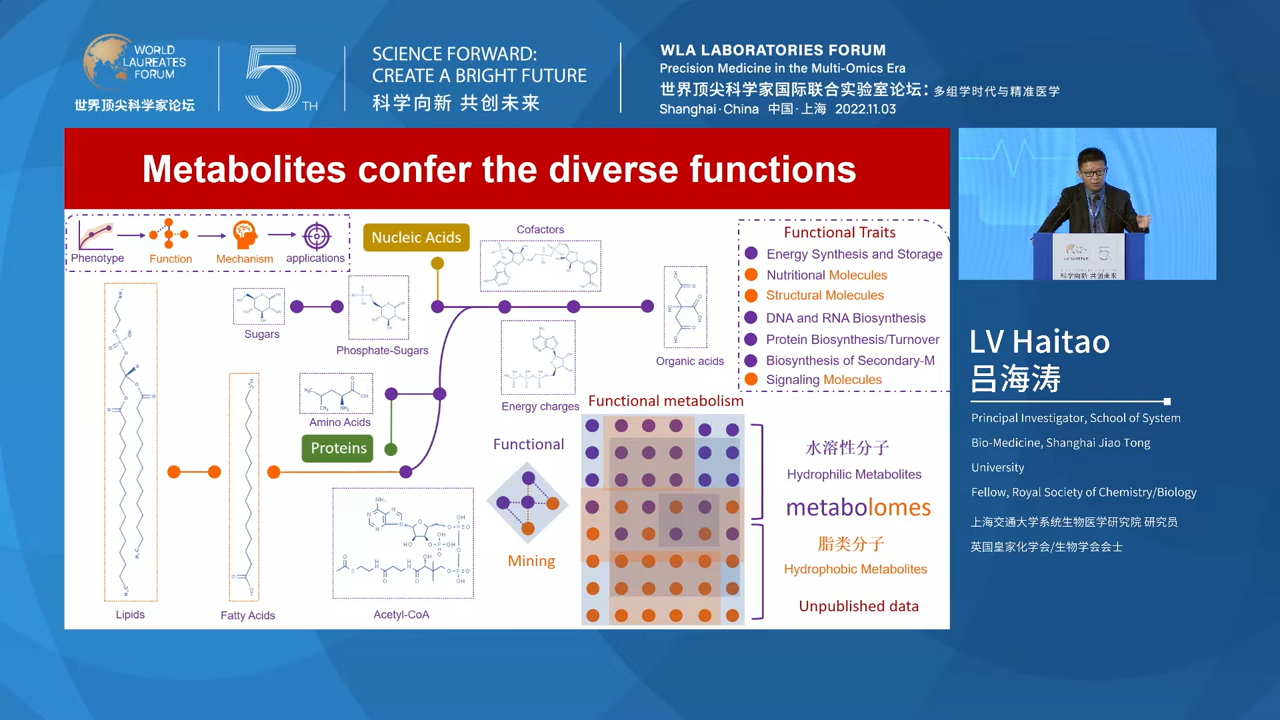 WORLD
LAUREATES
FORUM
世界顶尖科学家论坛
5TH
SCIENCE FORWARD:
CREATE A BRIGHT FUTURE
科学向新 共创未来
WLA LABORATORIES FORUM
Precision Medicine in the Multi-Omics Era
世界顶尖科学家国际联合实验室论坛：多组学时代与精准医学
Shanghai·China 中国·上海 2022.11.03
Metabolites confer the diverse functions
Phenotype
Function
Mechanism
applications
Nucleic Acids
Cofactors
Sugars
Phosphate-Sugars
Organic acids
Amino Acids
Energy charges
Proteins
Lipids
Fatty Acids
Acetyl-CoA
Functional Traits
Energy Synthesis and Storage
Nutritional Molecules
Structural Molecules
DNA and RNA Biosynthesis
Protein Biosynthesis/Turnover
Biosynthesis of Secondary-M
Signaling Molecules
Functional metabolism
Functional
Mining
水溶性分子
Hydrophilic Metabolites
metabolomes
脂类分子
Hydrophobic Metabolites
Unpublished data
科学向新 共创未来
LV Haitao
吕海涛
Principal Investigator, School of System
Bio-Medicine, Shanghai Jiao Tong
University
Fellow, Royal Society of Chemistry/Biology
上海交通大学系统生物医学研究院 研究员
英国皇家化学会/生物学会会士